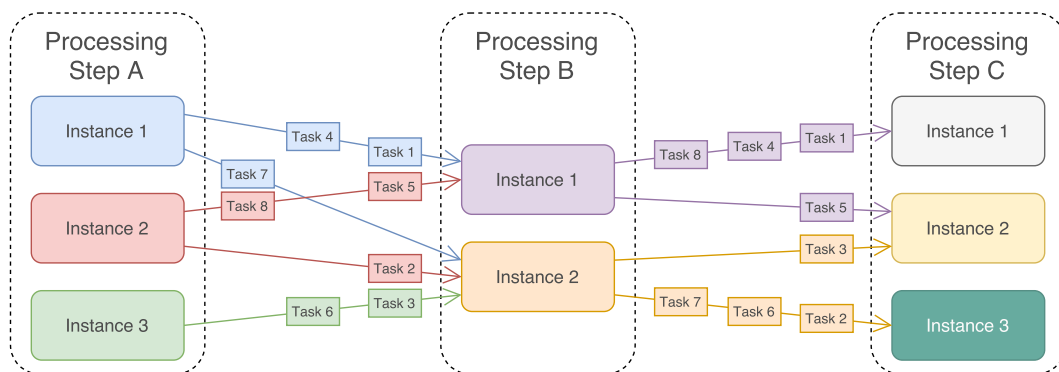 Processing
Step A
Instance 1
Instance 2
Instance 3
Task 4
Task 1
Task 7
Task 5
Task 8
Task 2
Task 3
Task 6
Processing
Step B
Instance 1
Instance 2
Task 1
Task 4
Task 8
Task 5
Task 3
Task 7
Task 6
Task 2
Processing
Step C
Instance 1
Instance 2
Instance 3